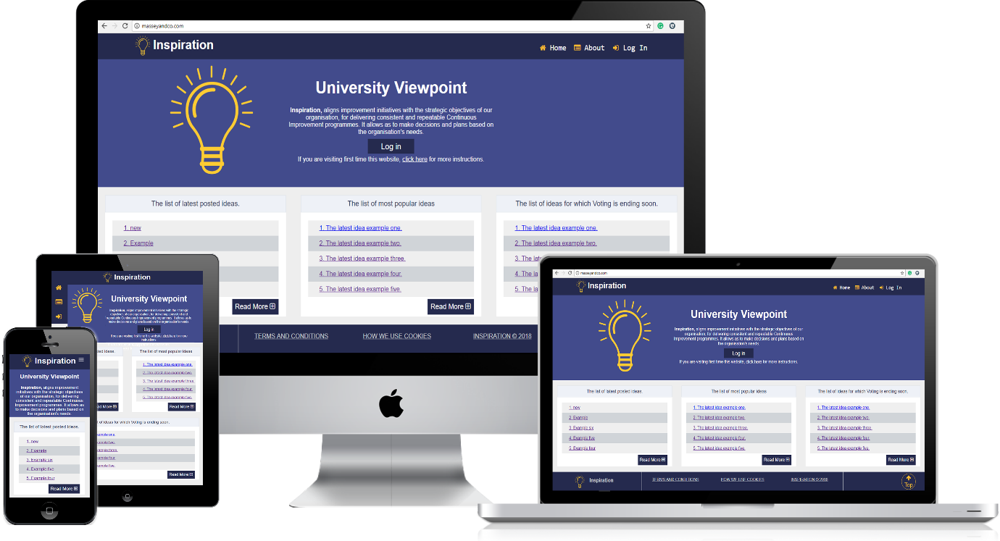 masseyandco.com
Inspiration
Home About Log In
University Viewpoint
Inspiration, aligns improvement initiatives with the strategic objectives of our
organisation, for delivering consistent and repeatable Continuous
Improvement programmes. It allows as to make decisions and plans based on
the organisation's needs.
Log in
If you are visiting first time this website, click here for more instructions.
The list of latest posted ideas.
1. new
2. Example
The list of most popular ideas
1. The latest idea example one.
2. The latest idea example two.
3. The latest idea example three.
4. The latest idea example four.
5. The latest idea example five.
Read More
The list of ideas for which Voting is ending soon.
1. The latest idea example one.
2. The latest idea example two.
3. The la
4. The la
5. The la
Read More
TERMS AND CONDITIONS
HOW WE USE COOKIES
INSPIRATION © 2018
Inspiration
University Viewpoint
Inspiration, aligns improvement initiatives with the strategic
objectives of our organisation, for delivering consistent and
repeatable Continuous Improvement programmes. It allows as to
make decisions and plans based on the organisation's needs.
Log in
If you are visiting first time this website, click here for more
instructions.
ted ideas.
The list of most popular ideas
1. The latest idea example one.
2. The latest idea example two.
3. The latest idea example three.
4. The latest idea example four.
5. The latest idea example five.
ad More
Read More
t of ideas for which Voting is ending soon.
example one.
xample two.
xample three.
xample four.
xample five.
Read More
Inspiration
University Viewpoint
Inspiration, aligns improvement
initiatives with the strategic objectives
of our organisation, for delivering
consistent and repeatable Continuous
Improvement programmes. It allows as
to make decisions and plans based on
the organisation's needs
The list of latest posted ideas.
1. new
2. Example
3. Example six
4. Example five
5. Example four
Read More
masseyandco.com
Inspiration
Home About Log In
University Viewpoint
Inspiration, aligns improvement initiatives with the strategic objectives of our
organisation, for delivering consistent and repeatable Continuous
Improvement programmes. It allows as to make decisions and plans based on
the organisation's needs.
Log in
If you are visiting first time this website, click here for more instructions.
The list of latest posted ideas.
1. new
2. Example
3. Example six
4. Example five
5. Example four
Read More
The list of most popular ideas
1. The latest idea example one.
2. The latest idea example two.
3. The latest idea example three.
4. The latest idea example four.
5. The latest idea example five.
Read More
The list of ideas for which Voting is ending soon.
1. The latest idea example one.
2. The latest idea example two.
3. The latest idea example three.
4. The latest idea example four.
5. The latest idea example five.
Read More
Inspiration
TERMS AND CONDITIONS
HOW WE USE COOKIES
INSPIRATION © 2018
Top